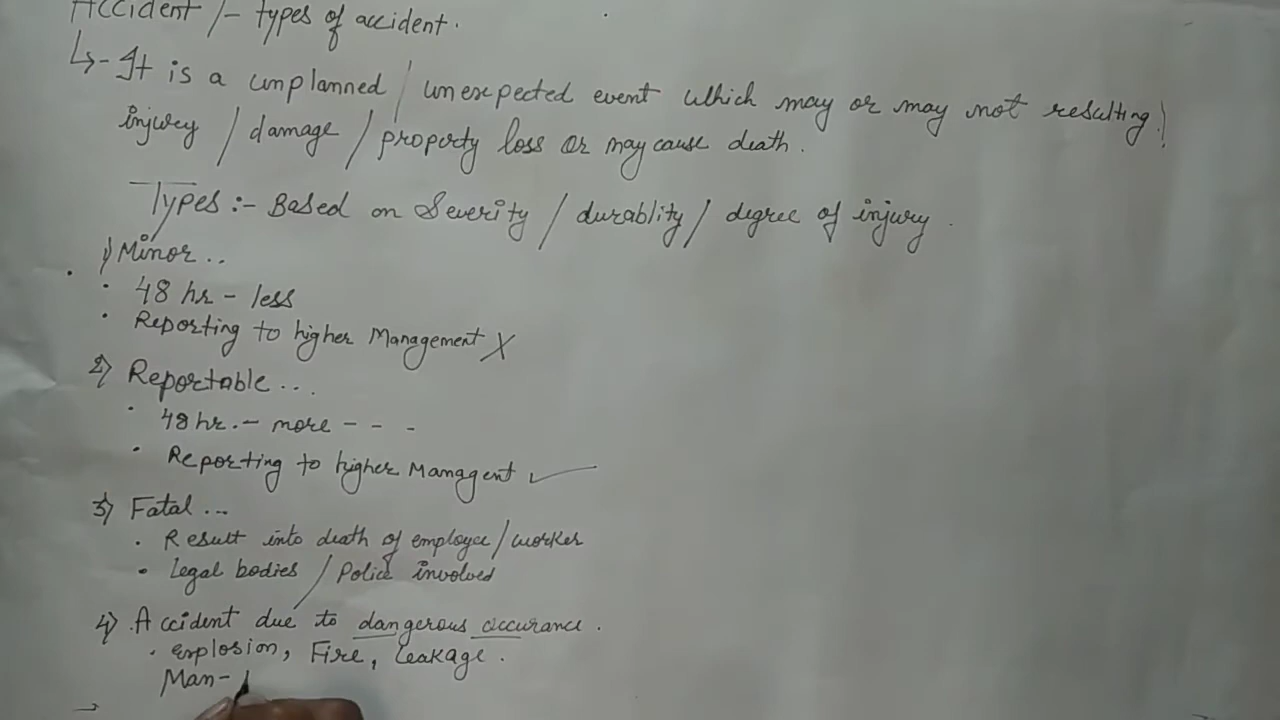 Accident /- types of accident.
↳- It is a unplanned / unexpected event which may or may not resulting/
injury / damage / property loss or may cause death.
Types :- Based on Severity / durablity / degree of injury.
1) Minor..
• 48 hr - less
• Reporting to higher Management X
2) Reportable ...
• 48 hr. - more - - -
• Reporting to higher Managent ✓
3) Fatal ...
• Result into death of employee/worker
• Legal bodies / Police involved
4) Accident due to dangerous occurance.
• Explosion, Fire, Leakage.
Man-
→